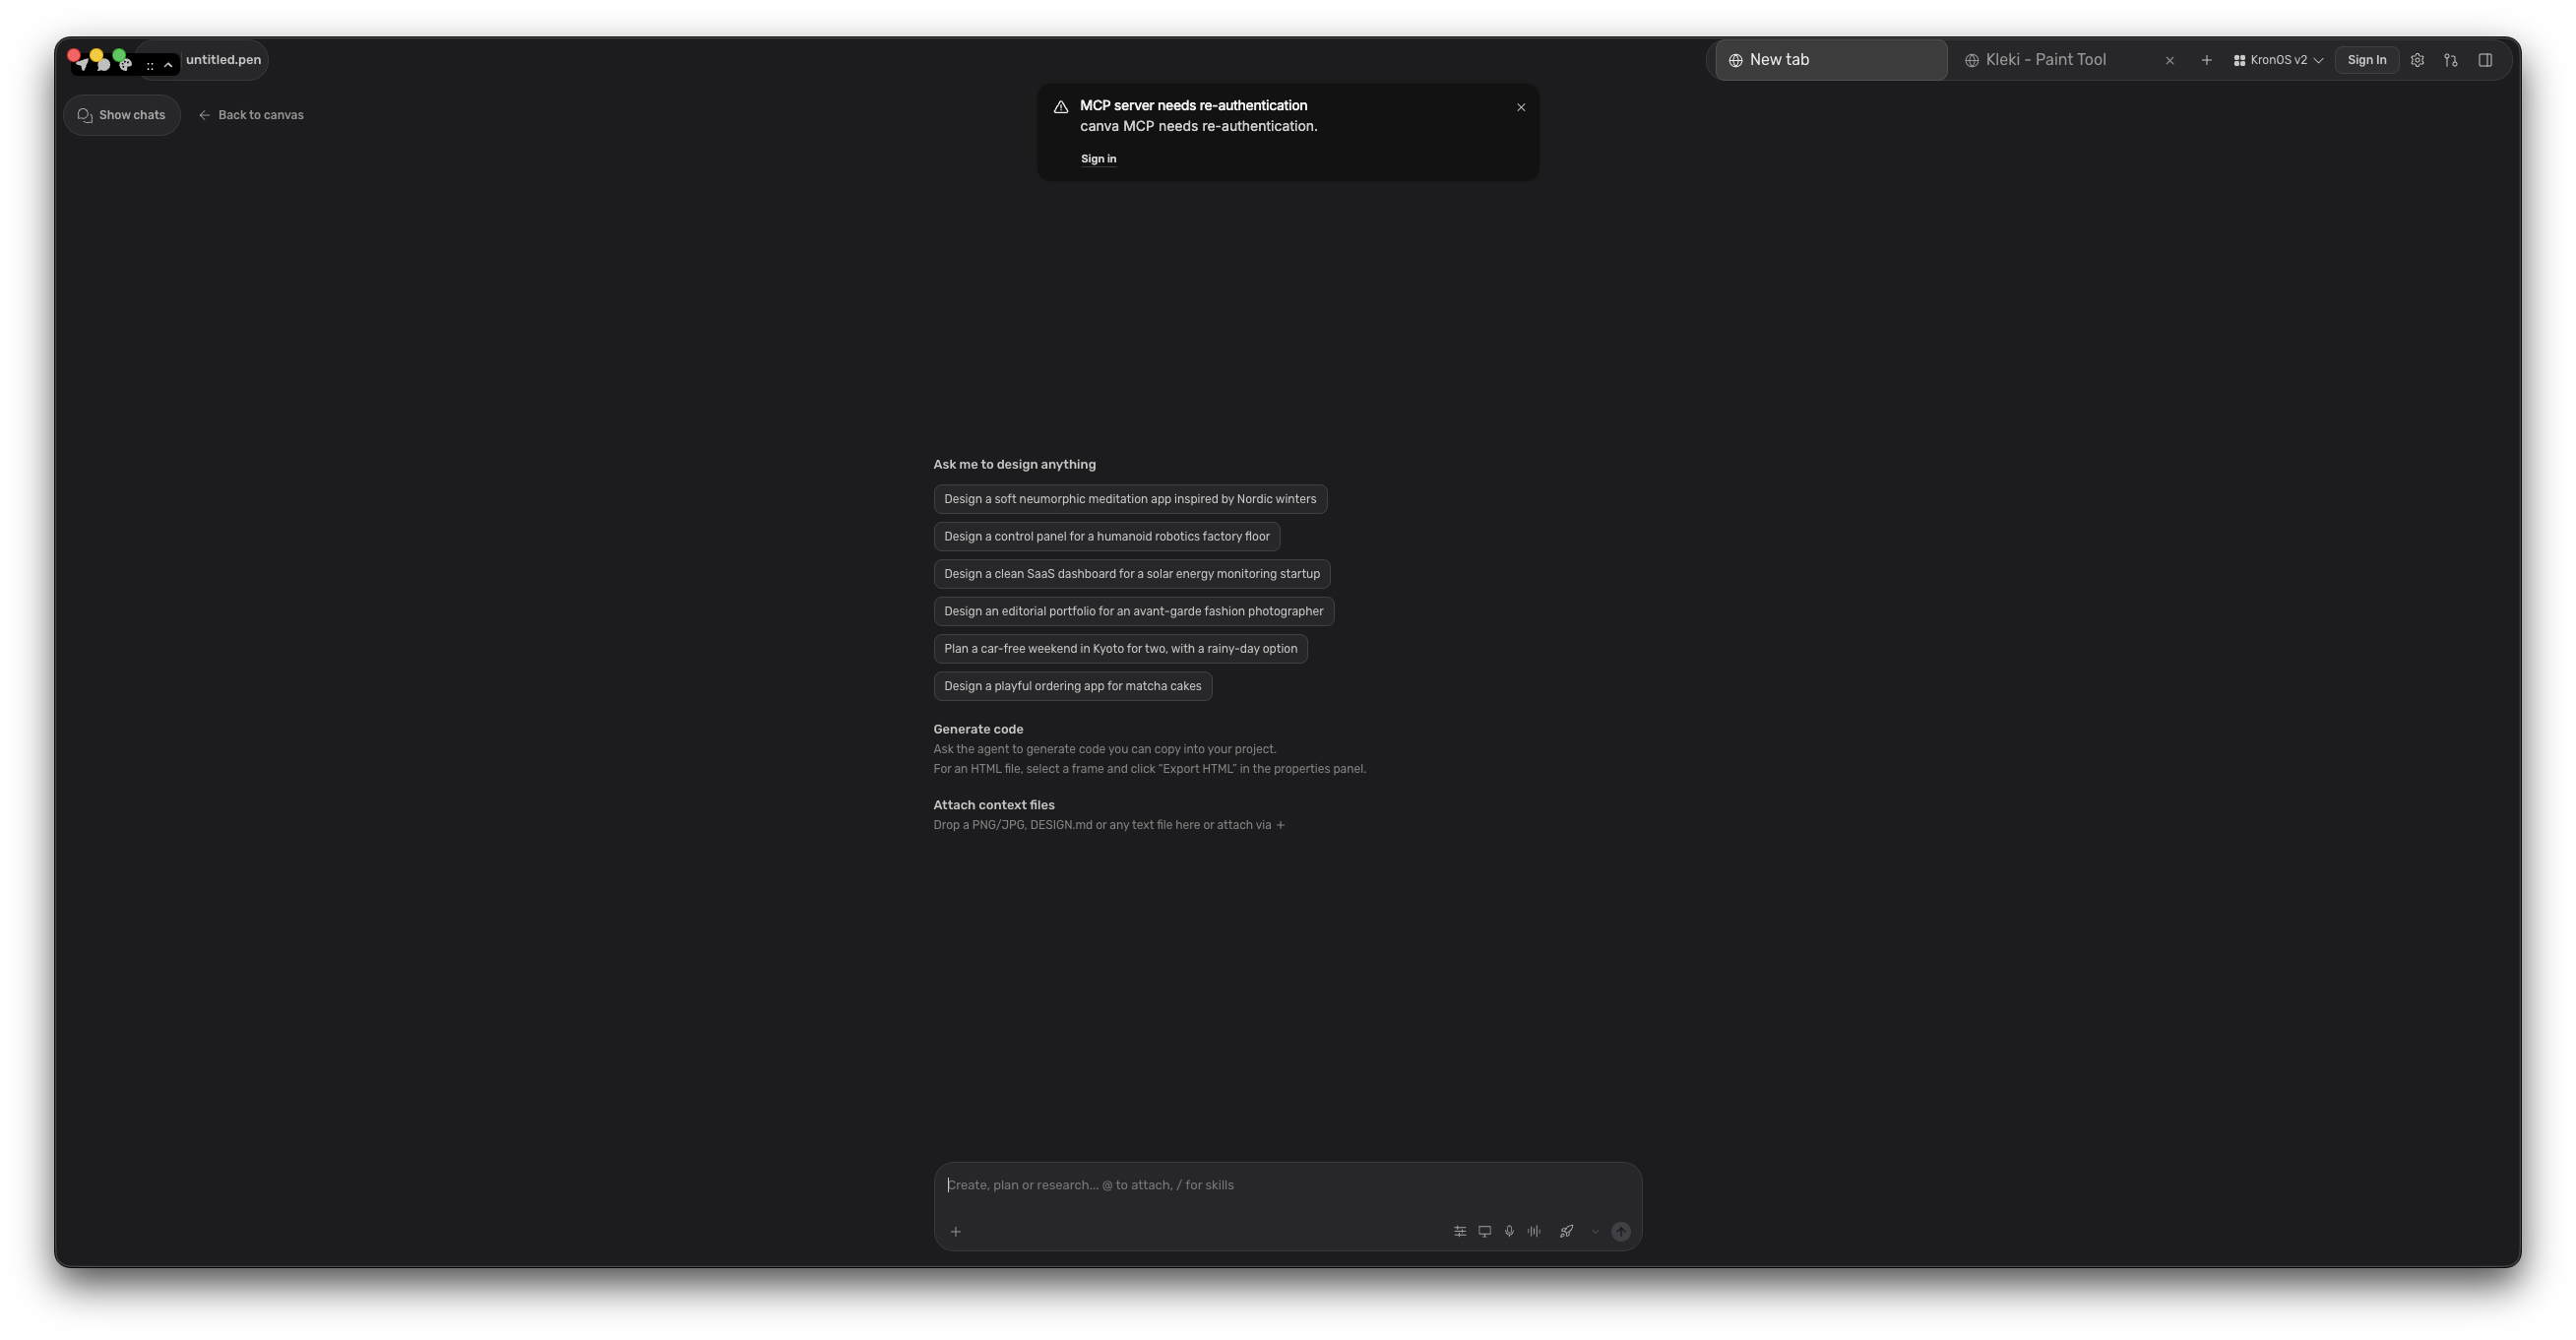 untitled.pen
New tab
Kleki - Paint Tool
KronOS v2
Sign In
Show chats
Back to canvas
MCP server needs re-authentication
canva MCP needs re-authentication.
Sign in
Ask me to design anything
Design a soft neumorphic meditation app inspired by Nordic winters
Design a control panel for a humanoid robotics factory floor
Design a clean SaaS dashboard for a solar energy monitoring startup
Design an editorial portfolio for an avant-garde fashion photographer
Plan a car-free weekend in Kyoto for two, with a rainy-day option
Design a playful ordering app for matcha cakes
Generate code
Ask the agent to generate code you can copy into your project.
For an HTML file, select a frame and click “Export HTML” in the properties panel.
Attach context files
Drop a PNG/JPG, DESIGN.md or any text file here or attach via +
Create, plan or research... @ to attach, / for skills